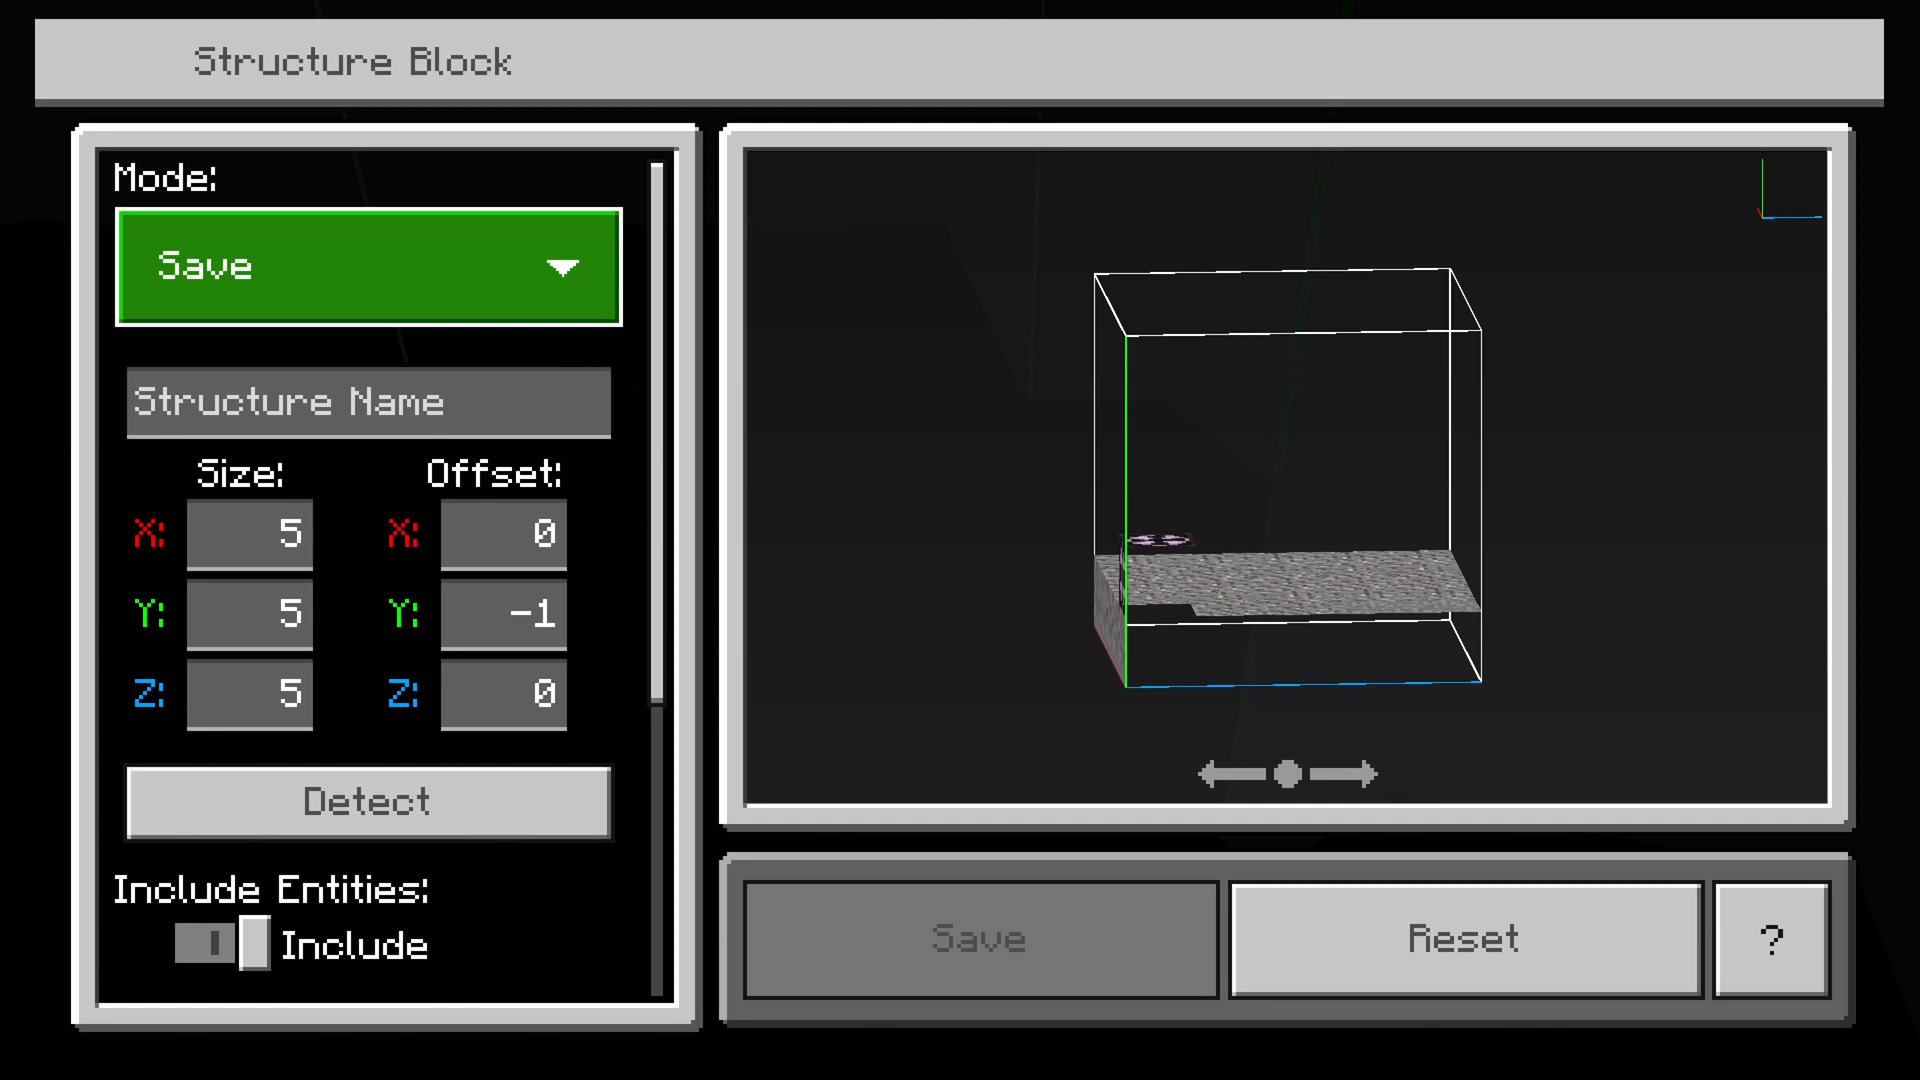 Structure Block
Mode:
Save
Structure Name
Size: Offset:
X: 5 X: 0
Y: 5 Y: -1
Z: 5 Z: 0
Detect
Include Entities:
Include
Save Reset ?